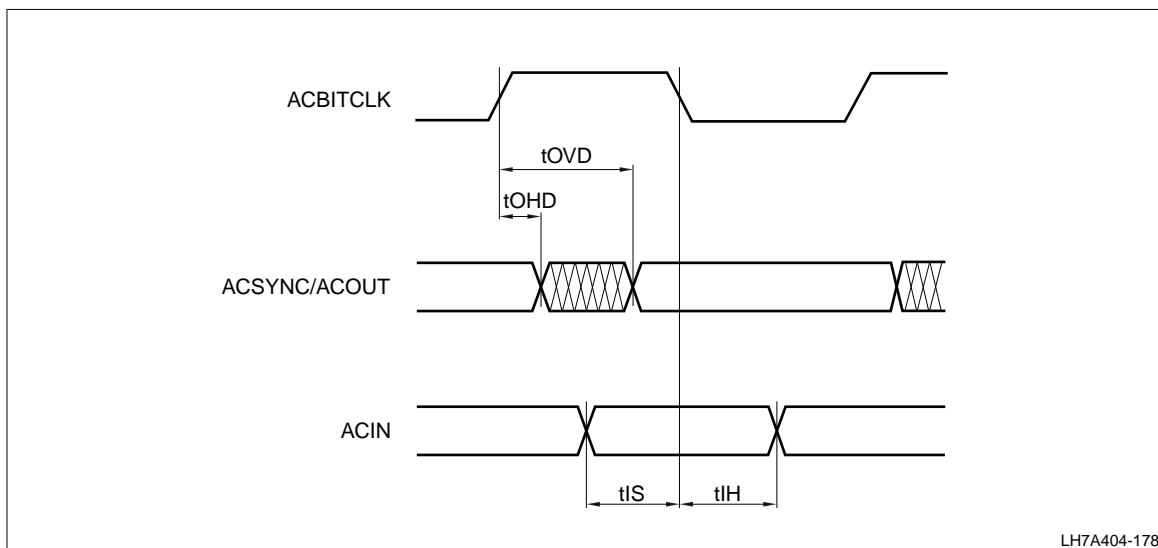 ACBITCLK
tOVD
tOHD
ACSYNC/ACOUT
ACIN
tIS
tIH
LH7A404-178